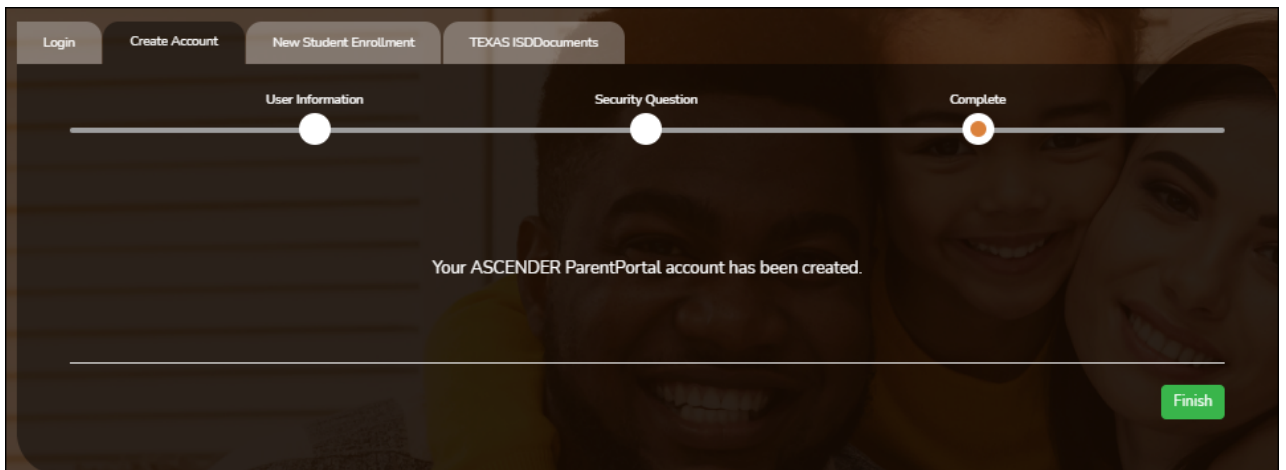 Login Create Account New Student Enrollment TEXAS ISDDocuments
User Information Security Question Complete
Your ASCENDER ParentPortal account has been created.
Finish